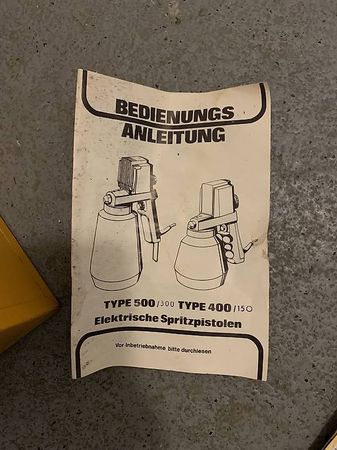 BEDIENUNGS
ANLEITUNG
TYPE 500/300 TYPE 400/150
Elektrische Spritzpistolen
Vor Inbetriebnahme bitte durchlesen